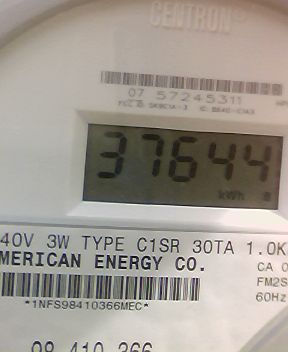 CENTRON®
07 57245311
37644
kWh
40V 3W TYPE C1SR 30TA 1.0K
MERICAN ENERGY CO.
CA 0
FM2S
60Hz
*1NFS98410366MEC*
98 410 366